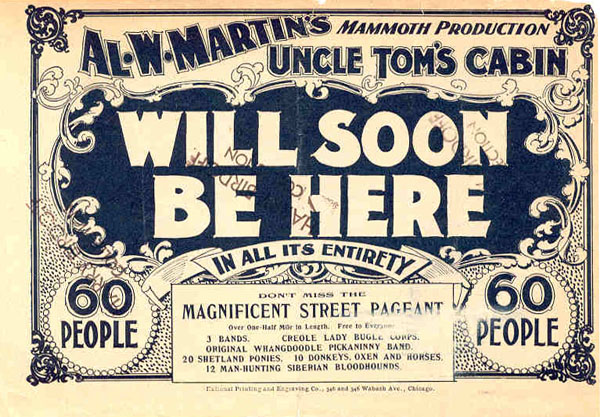 AL·W·MARTIN'S MAMMOTH PRODUCTION
UNCLE TOM'S CABIN
WILL SOON
BE HERE
IN ALL ITS ENTIRETY
60
PEOPLE
60
PEOPLE
DON'T MISS THE
MAGNIFICENT STREET PAGEANT
Over One-Half Mile in Length. Free to Everyone
3 BANDS. CREOLE LADY BUGLE CORPS.
ORIGINAL WHANGDOODLE PICKANINNY BAND.
20 SHETLAND PONIES. 10 DONKEYS, OXEN AND HORSES.
12 MAN-HUNTING SIBERIAN BLOODHOUNDS.
National Printing and Engraving Co., 346 and 348 Wabash Ave., Chicago.